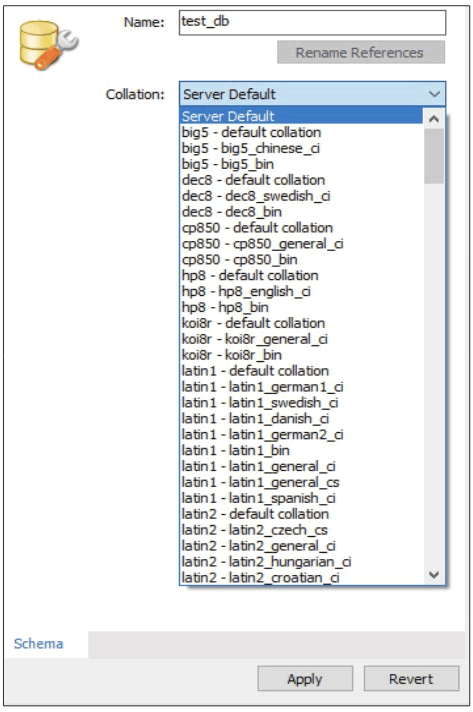 Name: test_db
Rename References
Collation: Server Default
Server Default
big5 - default collation
big5 - big5_chinese_ci
big5 - big5_bin
dec8 - default collation
dec8 - dec8_swedish_ci
dec8 - dec8_bin
cp850 - default collation
cp850 - cp850_general_ci
cp850 - cp850_bin
hp8 - default collation
hp8 - hp8_english_ci
hp8 - hp8_bin
koi8r - default collation
koi8r - koi8r_general_ci
koi8r - koi8r_bin
latin1 - default collation
latin1 - latin1_german1_ci
latin1 - latin1_swedish_ci
latin1 - latin1_danish_ci
latin1 - latin1_german2_ci
latin1 - latin1_bin
latin1 - latin1_general_ci
latin1 - latin1_general_cs
latin1 - latin1_spanish_ci
latin2 - default collation
latin2 - latin2_czech_cs
latin2 - latin2_general_ci
latin2 - latin2_hungarian_ci
latin2 - latin2_croatian_ci
Schema
Apply Revert